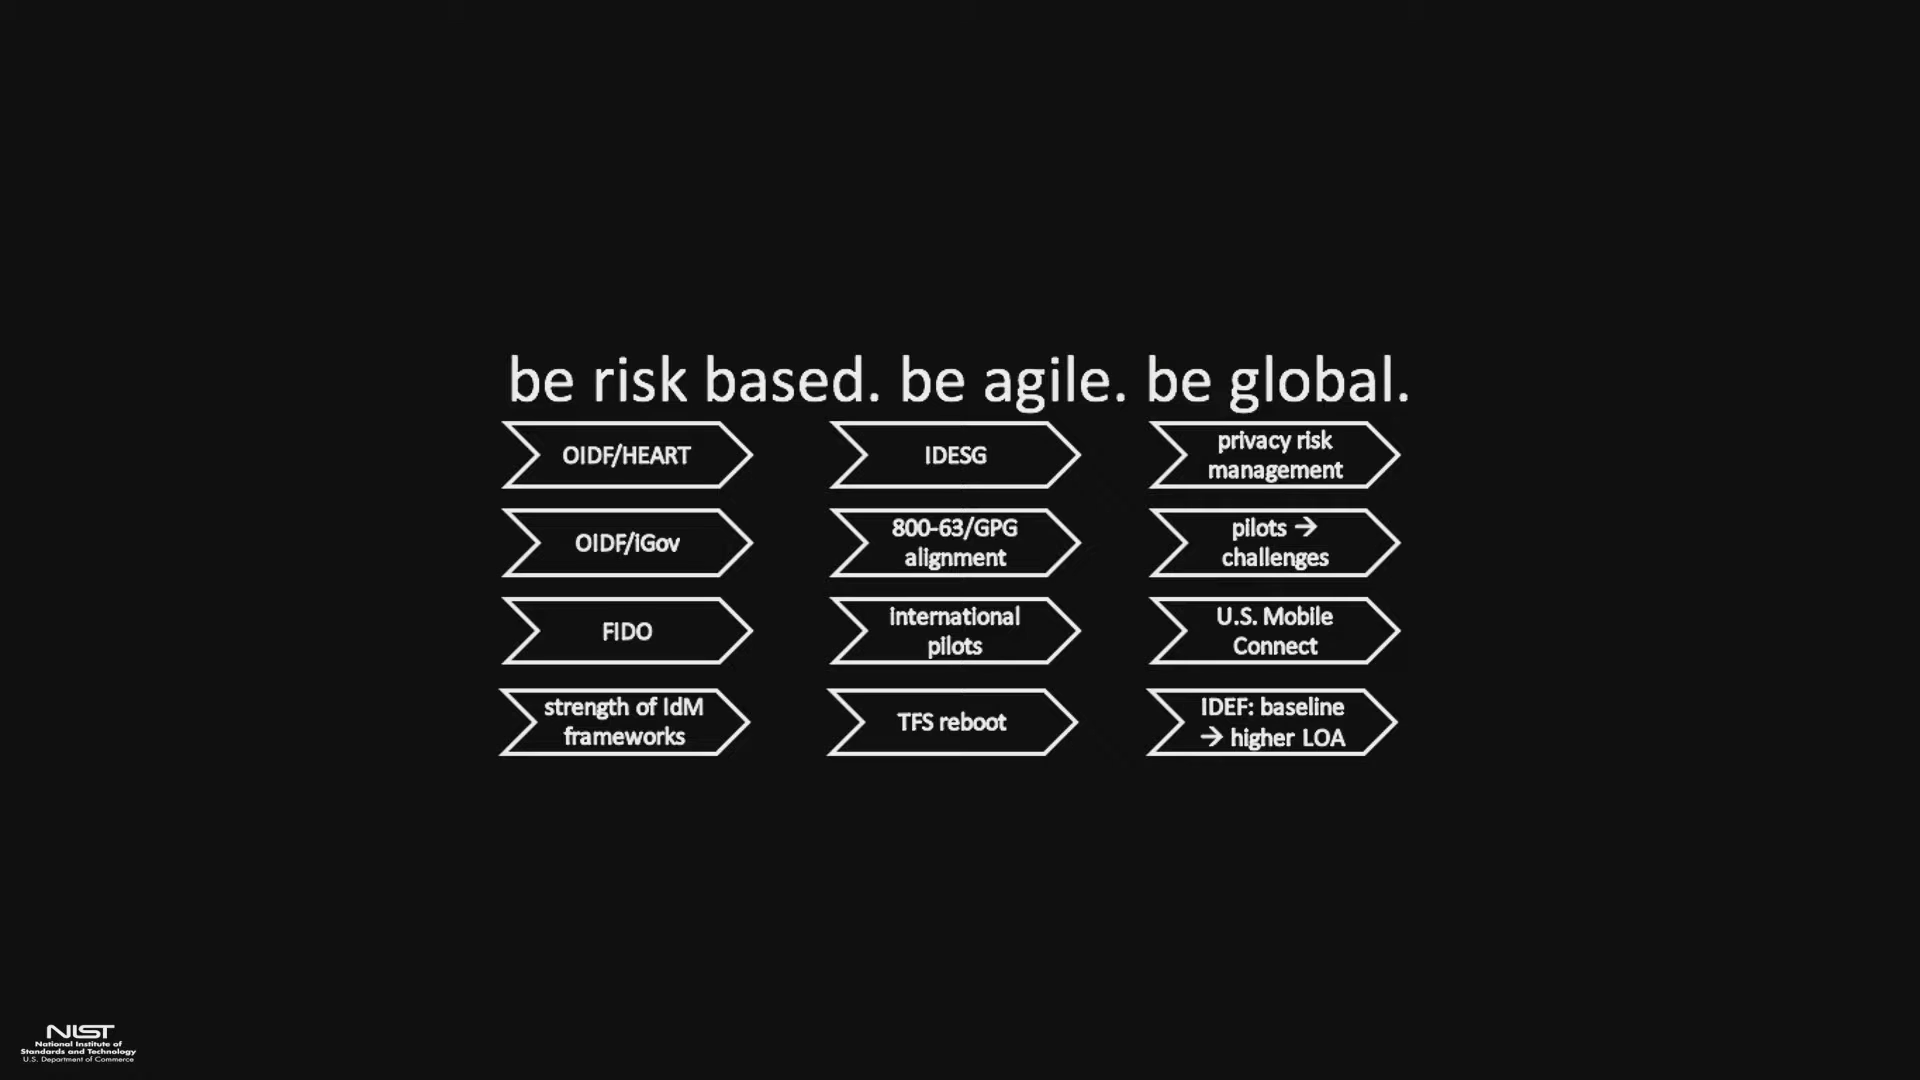 be risk based. be agile. be global.
OIDF/HEART
IDESG
privacy risk
management
OIDF/iGov
800-63/GPG
alignment
pilots →
challenges
FIDO
international
pilots
U.S. Mobile
Connect
strength of IdM
frameworks
TFS reboot
IDEF: baseline
→ higher LOA
NIST
National Institute of
Standards and Technology
U.S. Department of Commerce